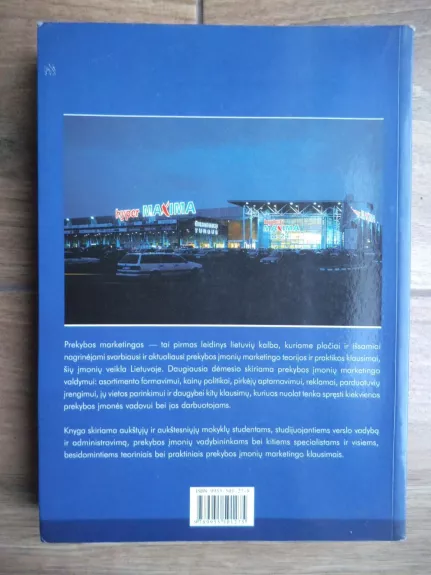 hyper MAXIMA
hyper
MAXIMA
Prekybos marketingas — tai pirmas leidinys lietuvių kalba, kuriame plačiai ir išsamiai
nagrinėjami svarbiausi ir aktualiausi prekybos įmonių marketingo teorijos ir praktikos klausimai,
šių įmonių veikla Lietuvoje. Daugiausia dėmesio skiriama prekybos įmonių marketingo
valdymui: asortimento formavimui, kainų politikai, pirkėjų aptarnavimui, reklamai, parduotuvių
įrengimui, jų vietos parinkimui ir daugybei kitų klausimų, kuriuos nuolat tenka spręsti kiekvienos
prekybos įmonės vadovui bei jos darbuotojams.
Knyga skiriama aukštųjų ir aukštesniųjų mokyklų studentams, studijuojantiems verslo vadybą
ir administravimą, prekybos įmonių vadybininkams bei kitiems specialistams ir visiems,
besidomintiems teoriniais bei praktiniais prekybos įmonių marketingo klausimais.
ISBN